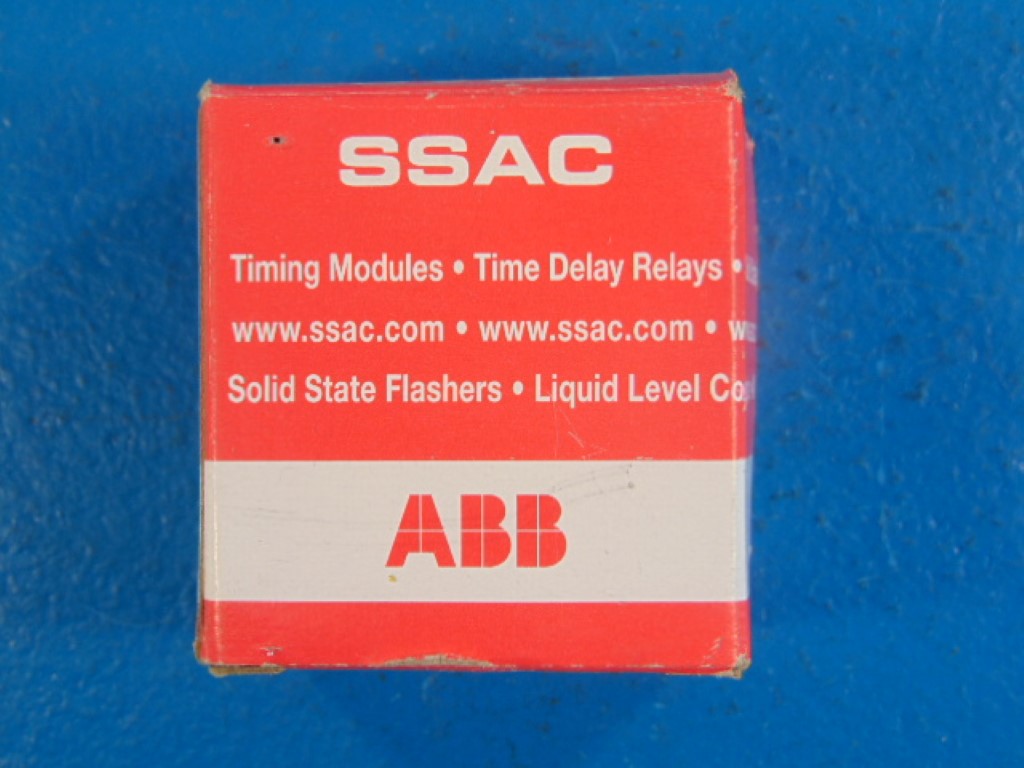 SSAC
Timing Modules • Time Delay Relays •
www.ssac.com • www.ssac.com •
Solid State Flashers • Liquid Level
ABB